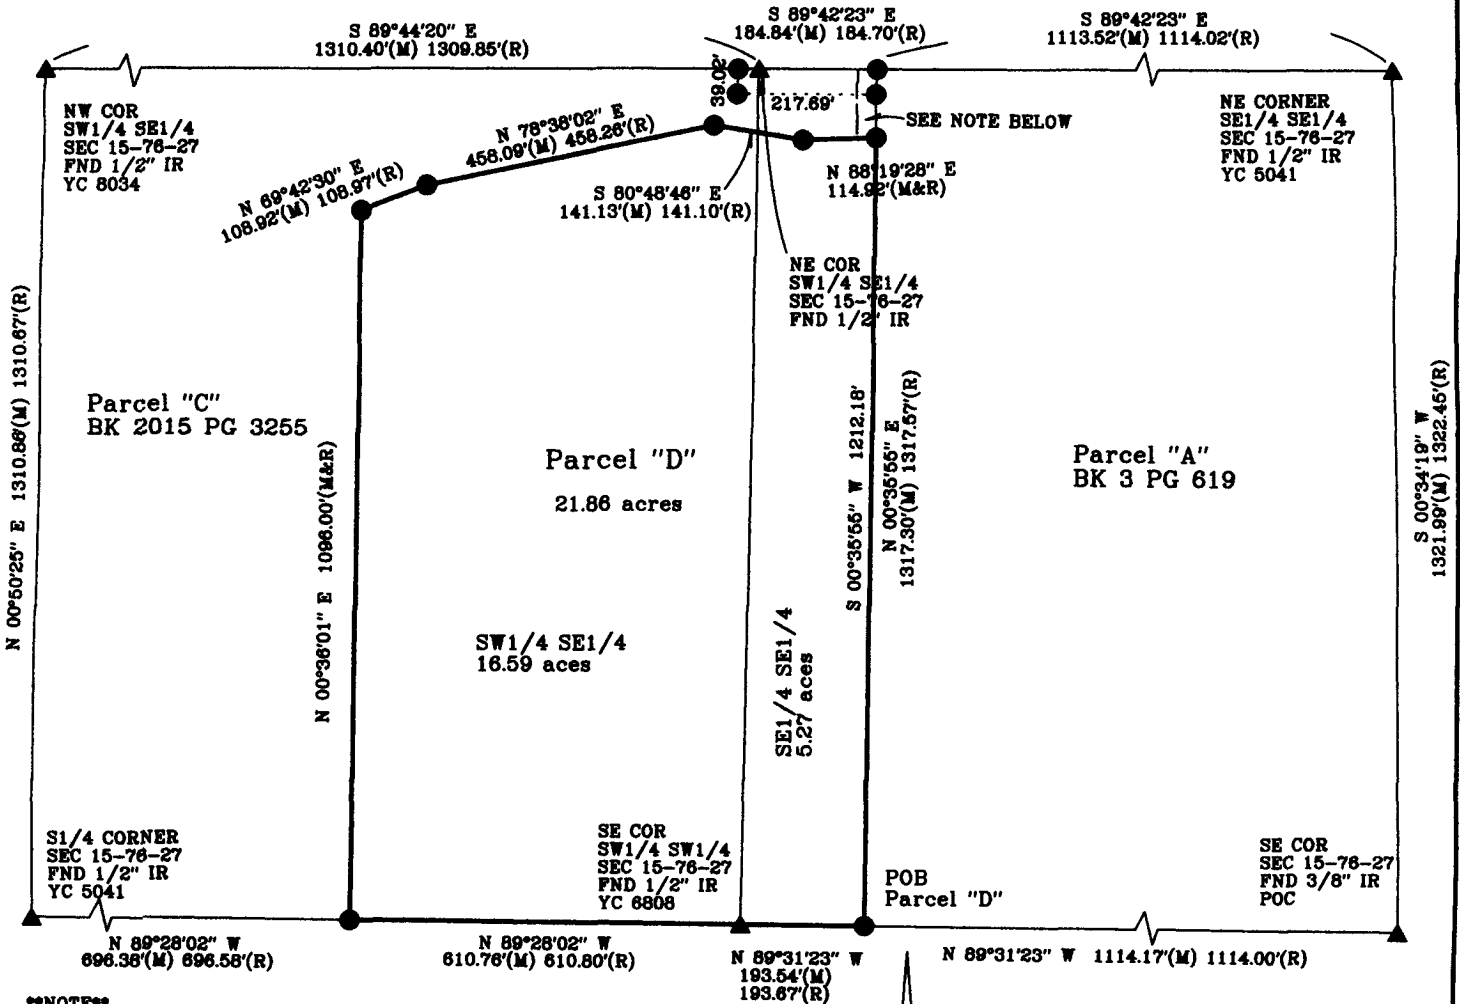 S 89°44'20" E
1310.40'(M) 1309.85'(R)
S 89°42'23" E
184.84'(M) 184.70'(R)
S 89°42'23" E
1113.52'(M) 1114.02'(R)
NW COR
SW1/4 SE1/4
SEC 15-76-27
FND 1/2" IR
YC 8034
39.02'
217.69'
SEE NOTE BELOW
NE CORNER
SE1/4 SE1/4
SEC 15-76-27
FND 1/2" IR
YC 5041
N 69°42'30" E
108.92'(M) 108.97'(R)
N 78°38'02" E
458.09'(M) 458.26'(R)
S 80°48'46" E
141.13'(M) 141.10'(R)
N 88°19'28" E
114.92'(M&R)
NE COR
SW1/4 SE1/4
SEC 15-76-27
FND 1/2' IR
N 00°50'25" E 1310.86'(M) 1310.67'(R)
Parcel "C"
BK 2015 PG 3255
N 00°36'01" E 1096.00'(M&R)
Parcel "D"
21.86 acres
SW1/4 SE1/4
16.59 aces
SE1/4 SE1/4
5.27 aces
S 00°35'55" W 1212.18'
N 00°35'55" E
1317.30'(M) 1317.57'(R)
Parcel "A"
BK 3 PG 619
S 00°34'19" W
1321.99'(M) 1322.45'(R)
S1/4 CORNER
SEC 15-76-27
FND 1/2" IR
YC 5041
SE COR
SW1/4 SW1/4
SEC 15-76-27
FND 1/2" IR
YC 6808
POB
Parcel "D"
SE COR
SEC 15-76-27
FND 3/8" IR
POC
N 89°28'02" W
696.38'(M) 696.58'(R)
N 89°28'02" W
610.76'(M) 610.80'(R)
N 89°31'23" W
193.54'(M)
193.67'(R)
N 89°31'23" W 1114.17'(M) 1114.00'(R)
**NOTE**